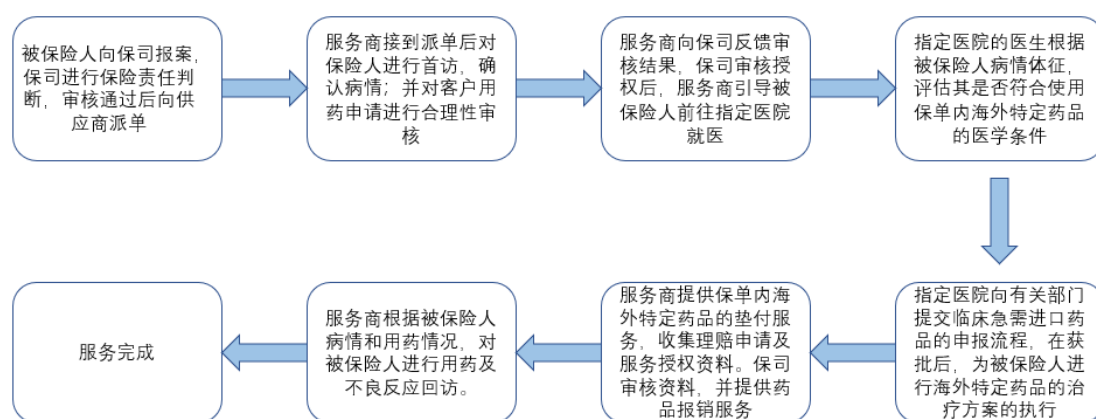 被保险人向保司报案，
保司进行保险责任判
断，审核通过后向供
应商派单
服务商接到派单后对
保险人进行首访，确
认病情；并对客户用
药申请进行合理性审
核
服务商向保司反馈审
核结果，保司审核授
权后，服务商引导被
保险人前往指定医院
就医
指定医院的医生根据
被保险人病情体征，
评估其是否符合使用
保单内海外特定药品
的医学条件
指定医院向有关部门
提交临床急需进口药
品的申报流程，在获
批后，为被保险人进
行海外特定药品的治
疗方案的执行
服务商提供保单内海
外特定药品的垫付服
务，收集理赔申请及
服务授权资料。保司
审核资料，并提供药
品报销服务
服务商根据被保险人
病情和用药情况，对
被保险人进行用药及
不良反应回访。
服务完成